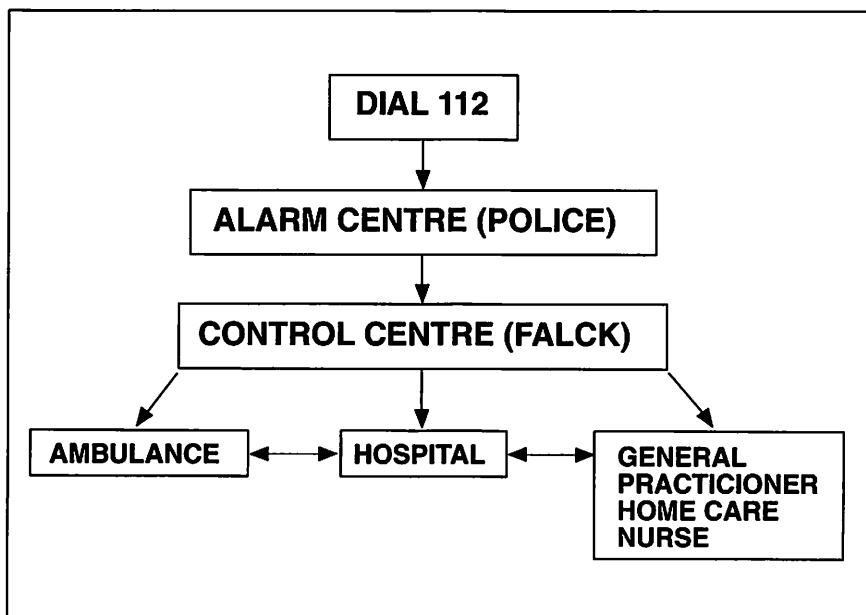 DIAL 112
ALARM CENTRE (POLICE)
CONTROL CENTRE (FALCK)
AMBULANCE
HOSPITAL
GENERAL
PRACTICIONER
HOME CARE
NURSE